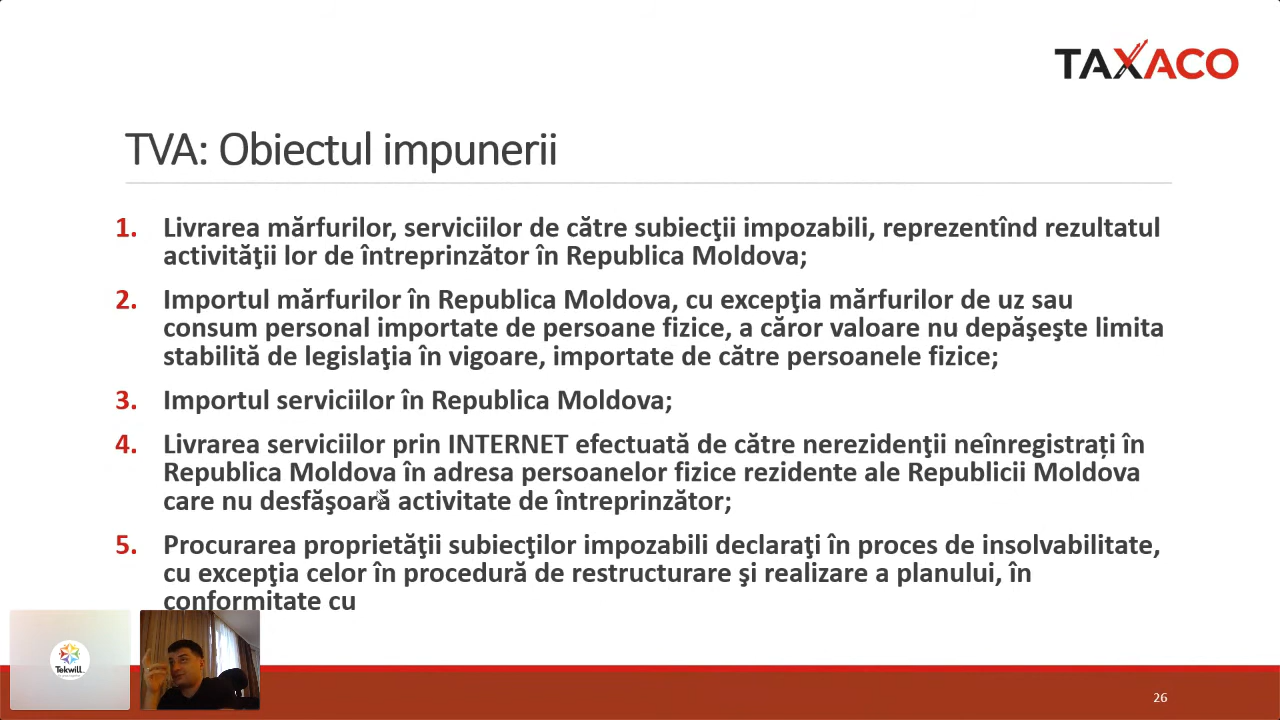 TAXACO
TVA: Obiectul impunerii
1. Livrarea mărfurilor, serviciilor de către subiecţii impozabili, reprezentînd rezultatul
activităţii lor de întreprinzător în Republica Moldova;
2. Importul mărfurilor în Republica Moldova, cu excepţia mărfurilor de uz sau
consum personal importate de persoane fizice, a căror valoare nu depăşeşte limita
stabilită de legislaţia în vigoare, importate de către persoanele fizice;
3. Importul serviciilor în Republica Moldova;
4. Livrarea serviciilor prin INTERNET efectuată de către nerezidenţii neînregistrați în
Republica Moldova în adresa persoanelor fizice rezidente ale Republicii Moldova
care nu desfăşoară activitate de întreprinzător;
5. Procurarea proprietăţii subiecţilor impozabili declaraţi în proces de insolvabilitate,
cu excepţia celor în procedură de restructurare şi realizare a planului, în
conformitate cu
Tekwill
26